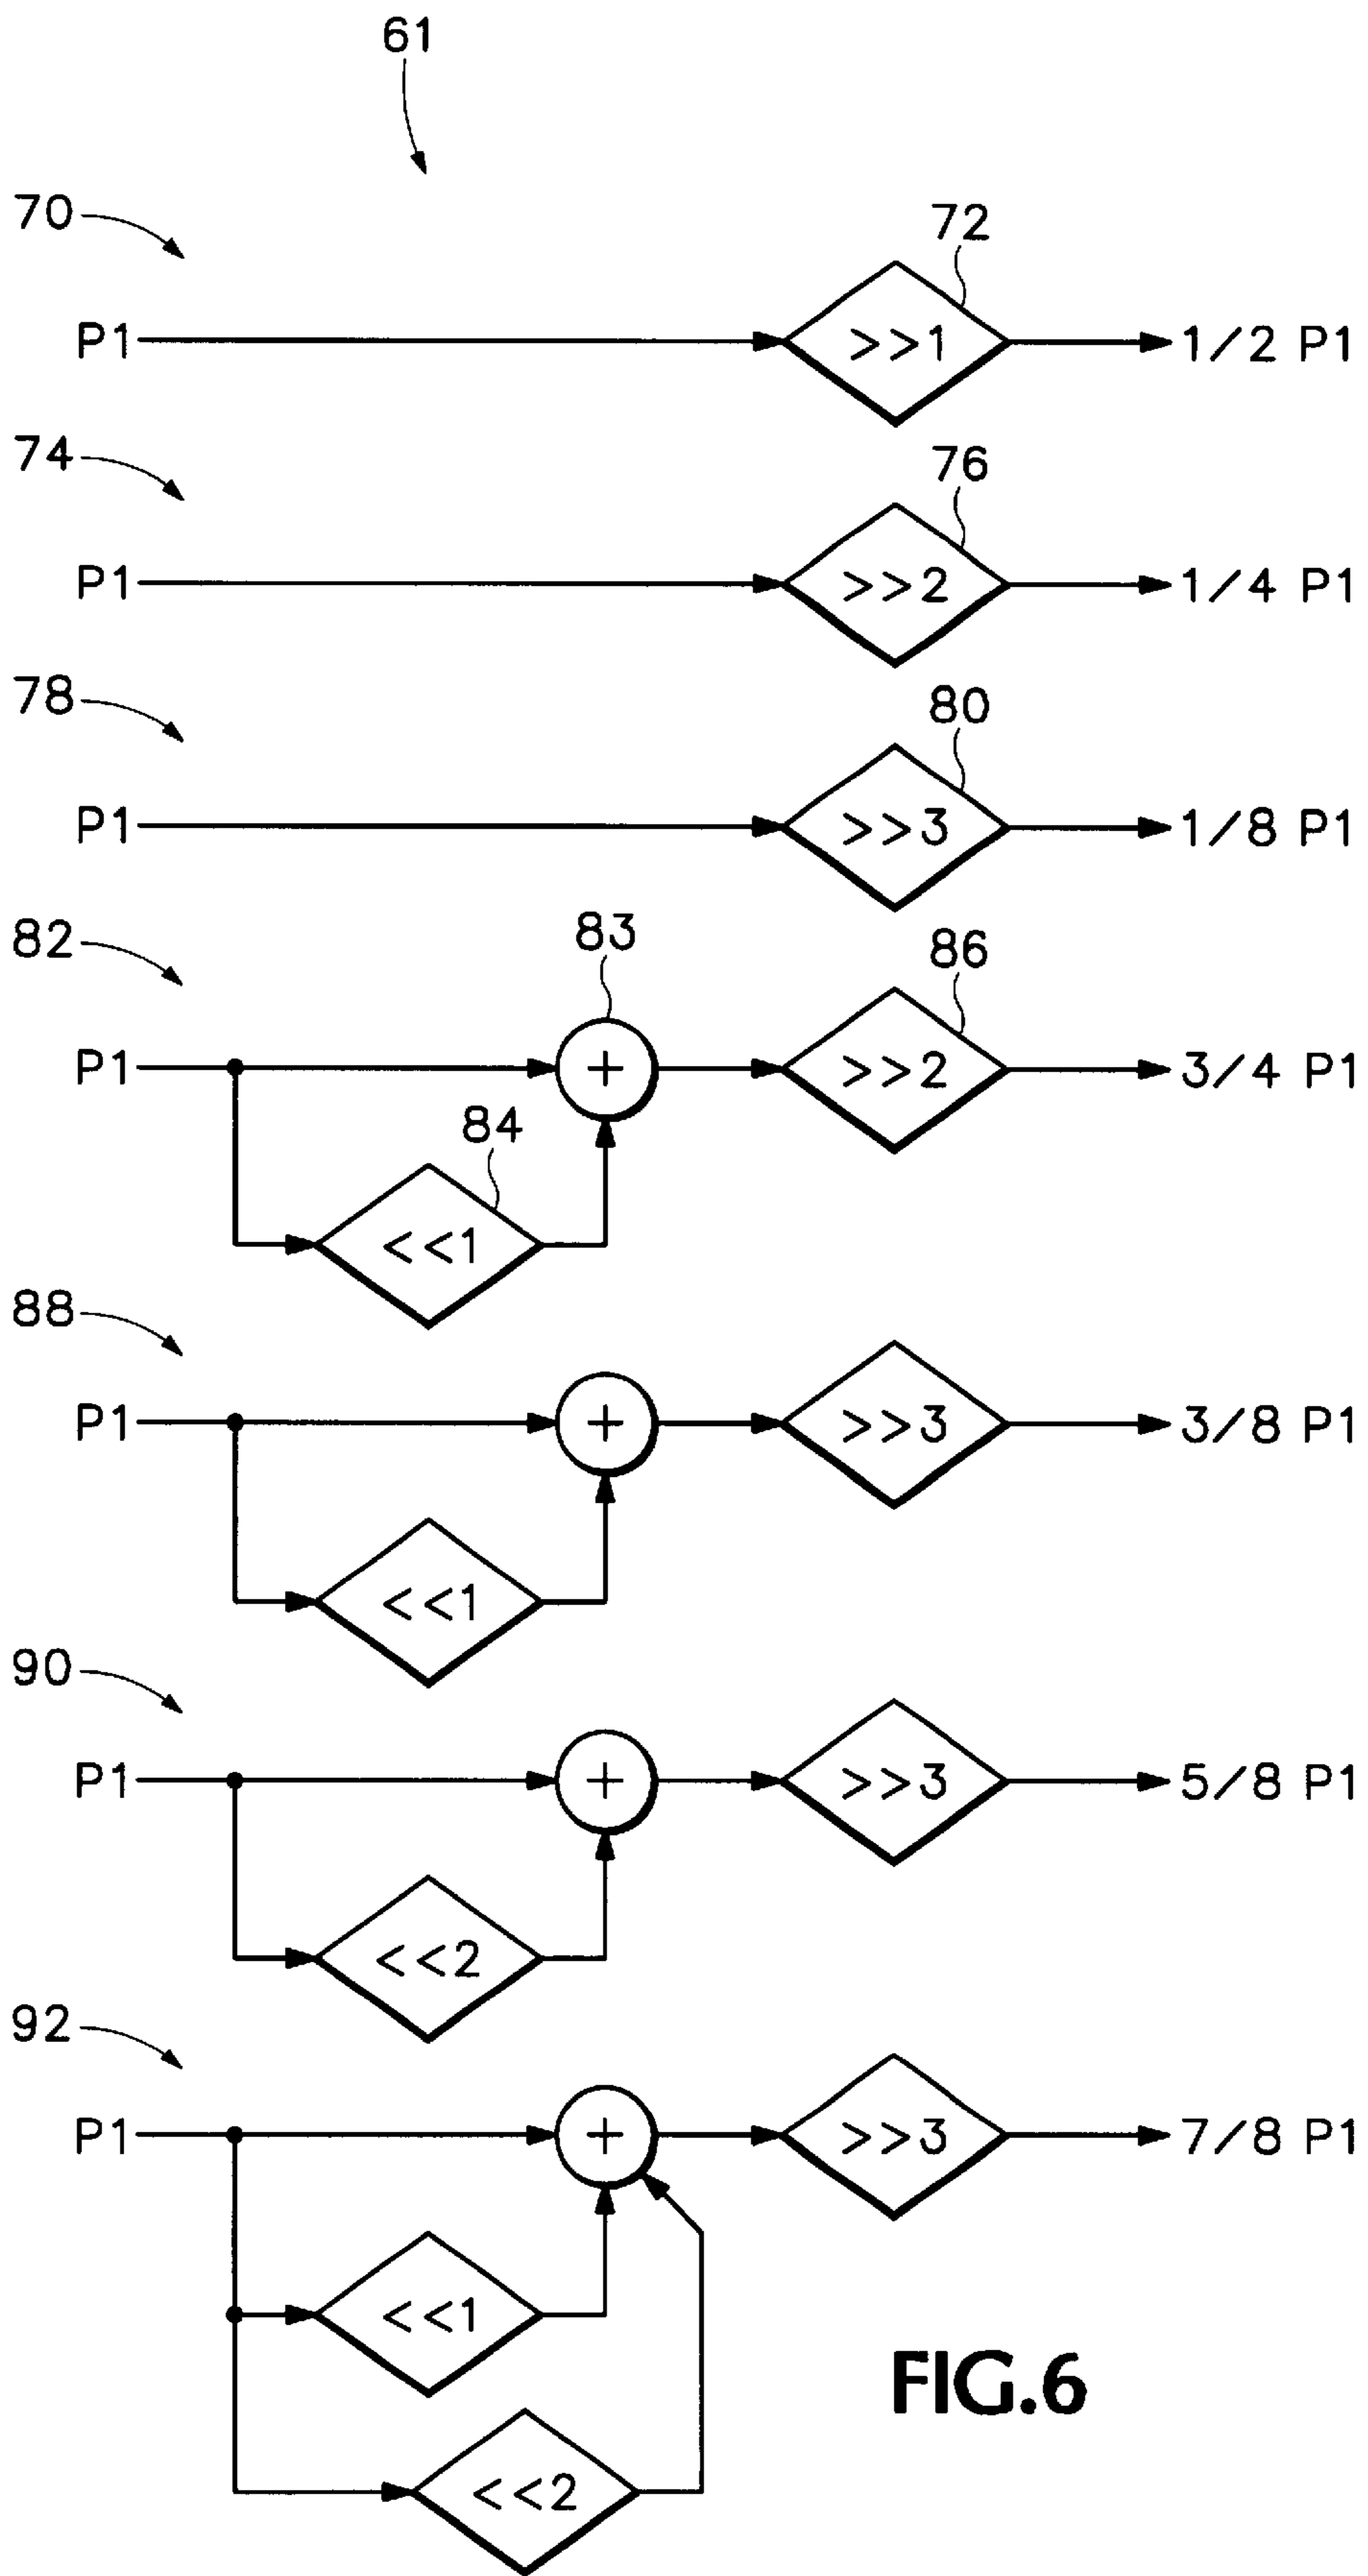 61
70
72
P1
>>1
1/2 P1
74
76
P1
>>2
1/4 P1
78
80
P1
>>3
1/8 P1
82
83
86
P1
+
>>2
3/4 P1
84
<<1
88
P1
+
>>3
3/8 P1
<<1
90
P1
+
>>3
5/8 P1
<<2
92
P1
+
>>3
7/8 P1
<<1
<<2
FIG.6